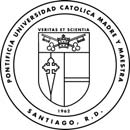 PONTIFICIA UNIVERSIDAD CATOLICA MADRE Y MAESTRA
VERITAS ET SCIENTIA
1962
SANTIAGO, R.D.